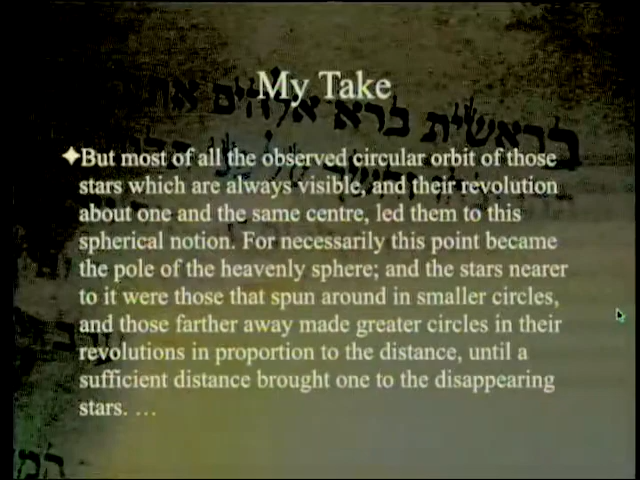 My Take
בראשית ברא אלהים את
But most of all the observed circular orbit of those
stars which are always visible, and their revolution
about one and the same centre, led them to this
spherical notion. For necessarily this point became
the pole of the heavenly sphere; and the stars nearer
to it were those that spun around in smaller circles,
and those farther away made greater circles in their
revolutions in proportion to the distance, until a
sufficient distance brought one to the disappearing
stars. …